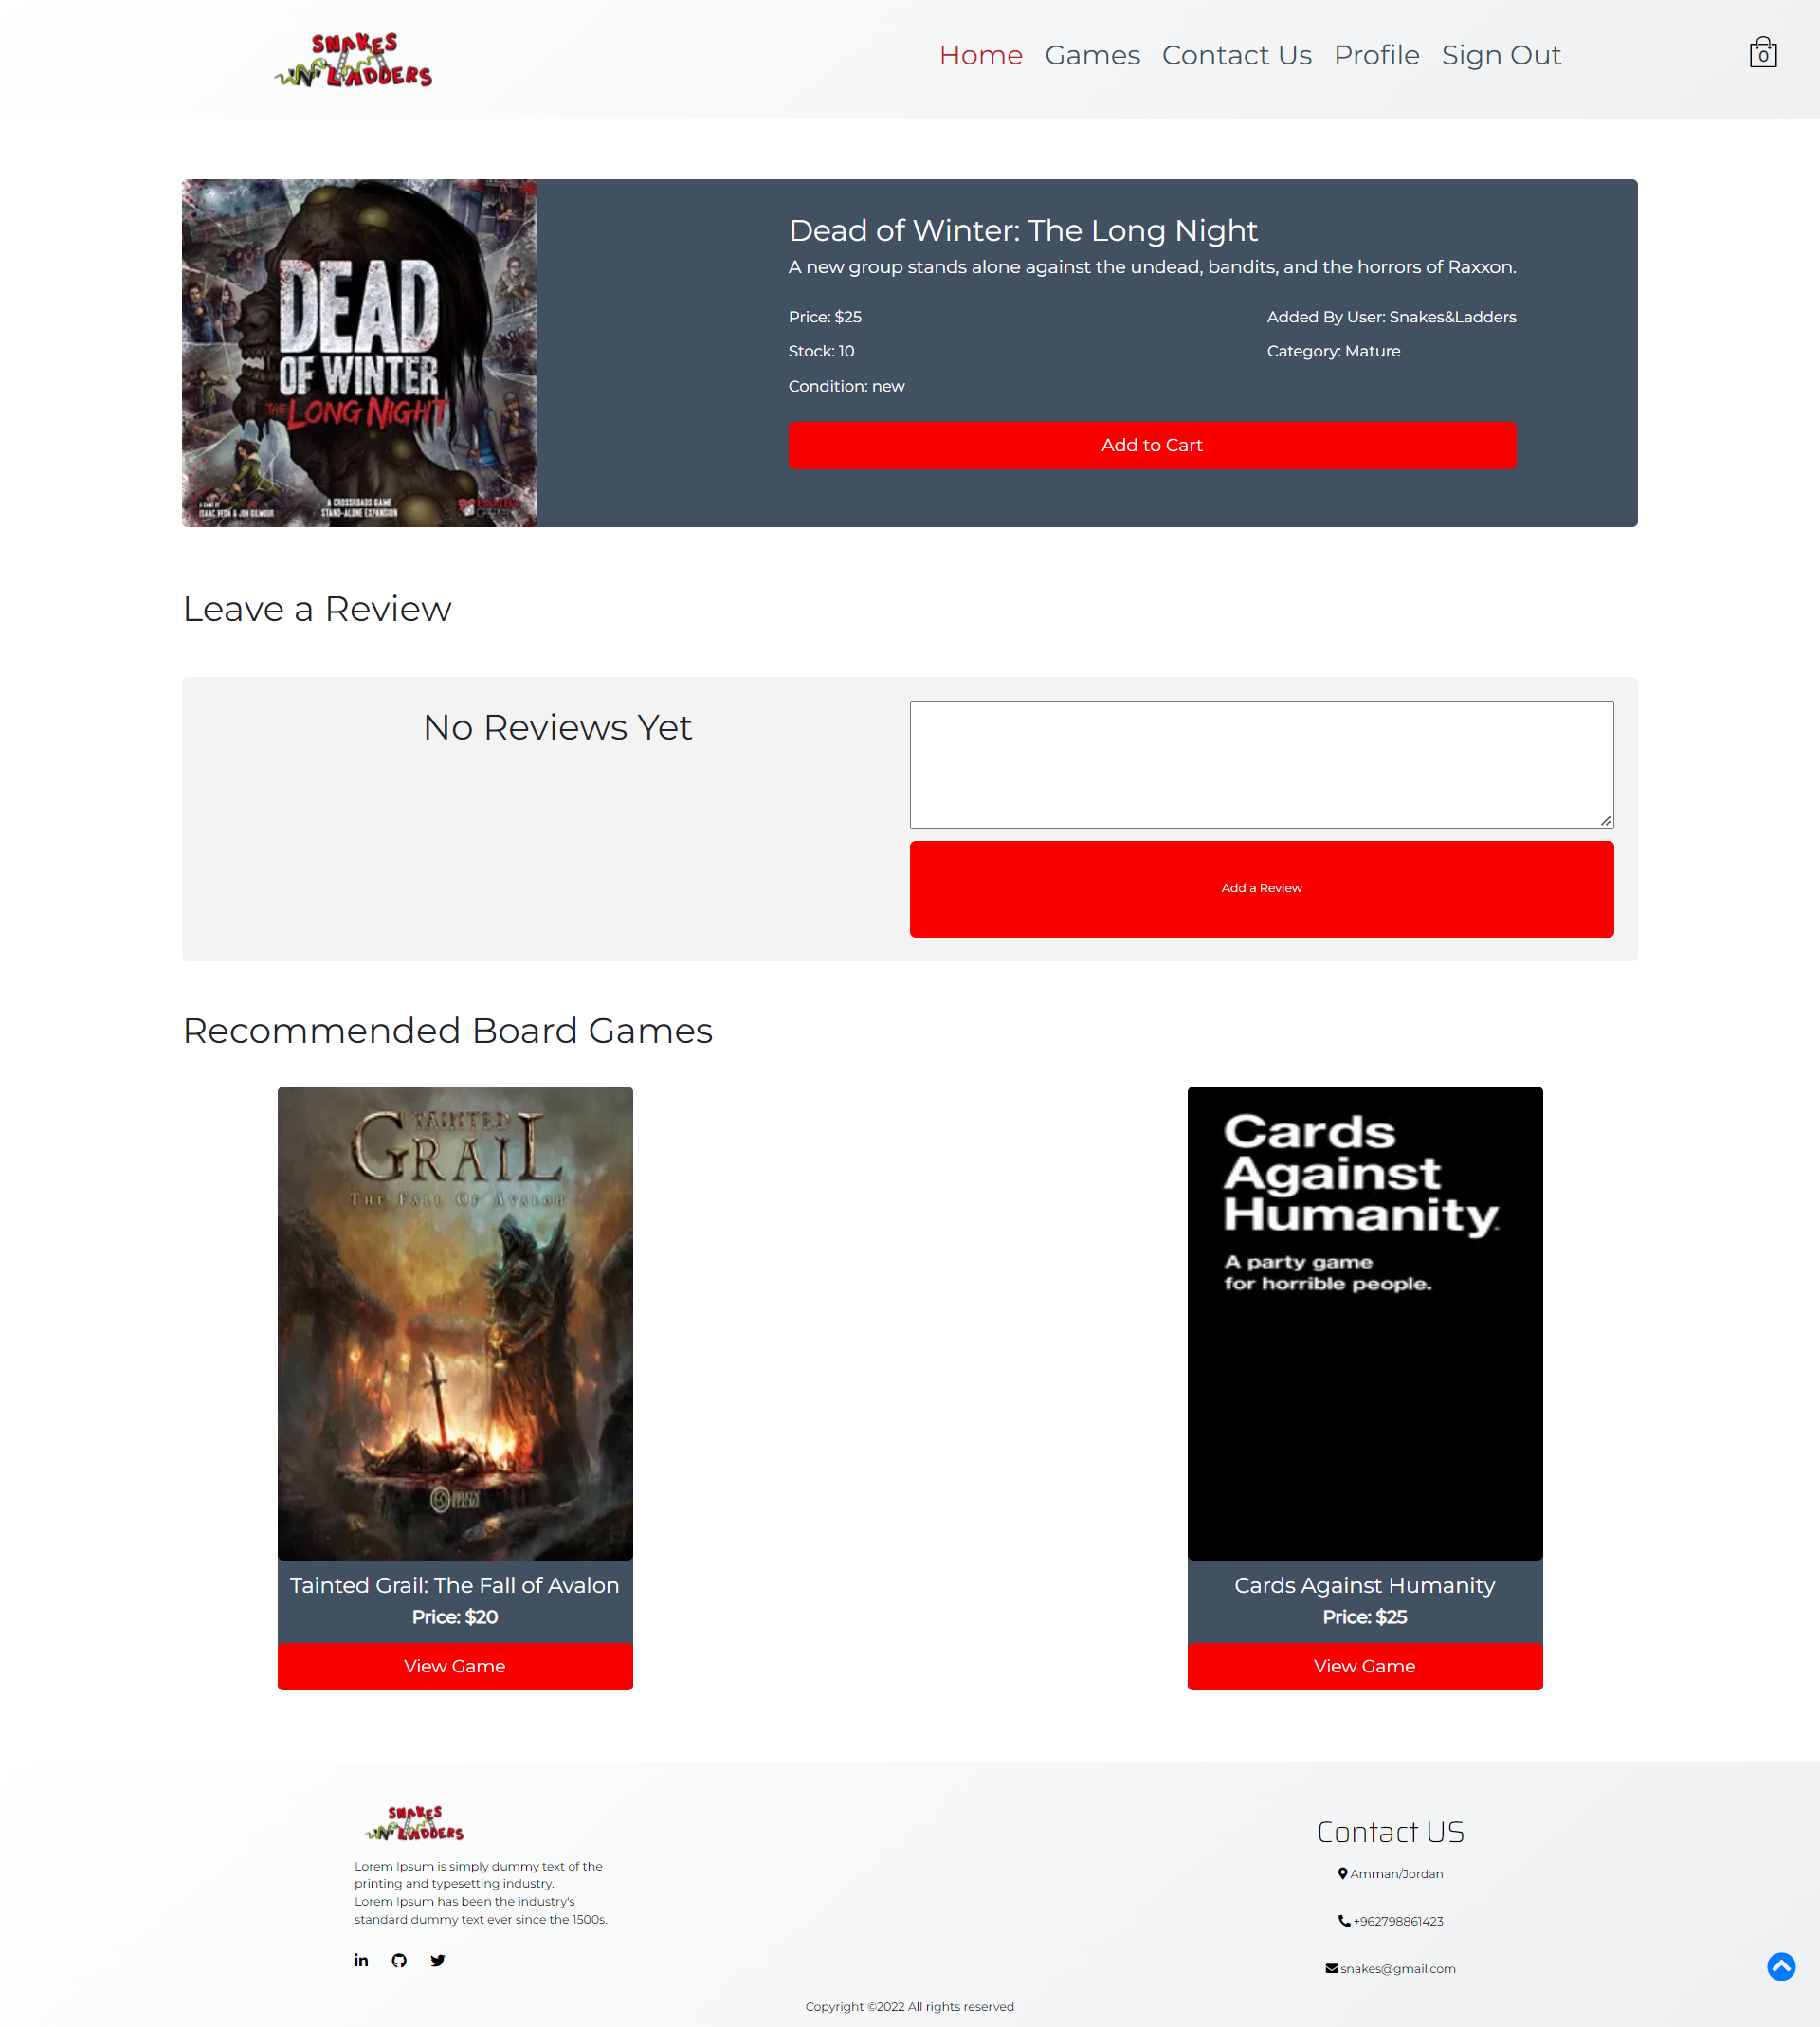 SNAKES
'N' LADDERS
Home Games Contact Us Profile Sign Out
0
DEAD
OF WINTER
THE LONG NIGHT
A GAME BY
ISAAC VEGA & JON GILMOUR
A CROSSROADS GAME
STAND-ALONE EXPANSION
Dead of Winter: The Long Night
A new group stands alone against the undead, bandits, and the horrors of Raxxon.
Price: $25
Added By User: Snakes&Ladders
Stock: 10
Category: Mature
Condition: new
Add to Cart
Leave a Review
No Reviews Yet
Add a Review
Recommended Board Games
TAINTED
GRAIL
THE FALL OF AVALON
Tainted Grail: The Fall of Avalon
Price: $20
View Game
Cards
Against
Humanity
A party game
for horrible people.
Cards Against Humanity
Price: $25
View Game
SNAKES
'N' LADDERS
Lorem Ipsum is simply dummy text of the
printing and typesetting industry.
Lorem Ipsum has been the industry's
standard dummy text ever since the 1500s.
Contact US
Amman/Jordan
+962798861423
snakes@gmail.com
Copyright ©2022 All rights reserved